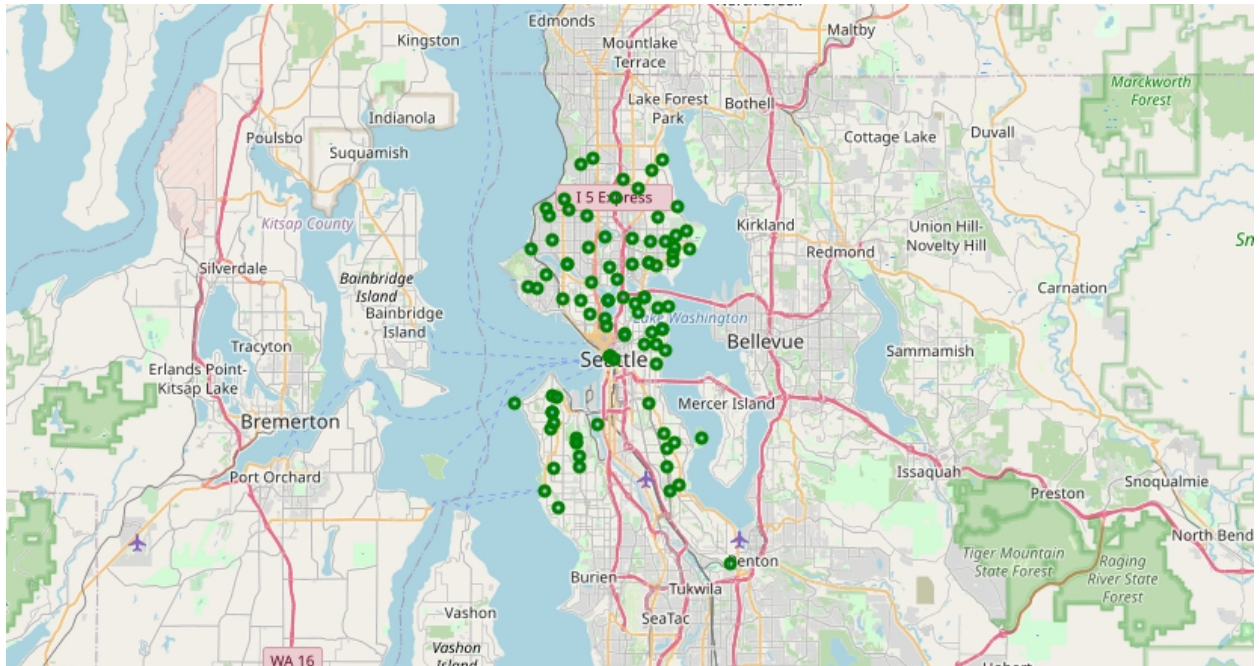 Edmonds
Kingston
Maltby
Mountlake
Terrace
Marckworth
Forest
Lake Forest
Park
Bothell
Indianola
Poulsbo
Cottage Lake
Duvall
Suquamish
I 5 Express
Kitsap County
Kirkland
Union Hill-
Novelty Hill
Redmond
Silverdale
Bainbridge
Island
Bainbridge
Island
Carnation
Lake Washington
Tracyton
Bellevue
Sammamish
Seattle
Erlands Point-
Kitsap Lake
Mercer Island
Bremerton
Issaquah
Port Orchard
Preston
Snoqualmie
North Bend
Tiger Mountain
State Forest
Raging
River State
Forest
Renton
Burien
Tukwila
Vashon
SeaTac
Vashon
Island
WA 16